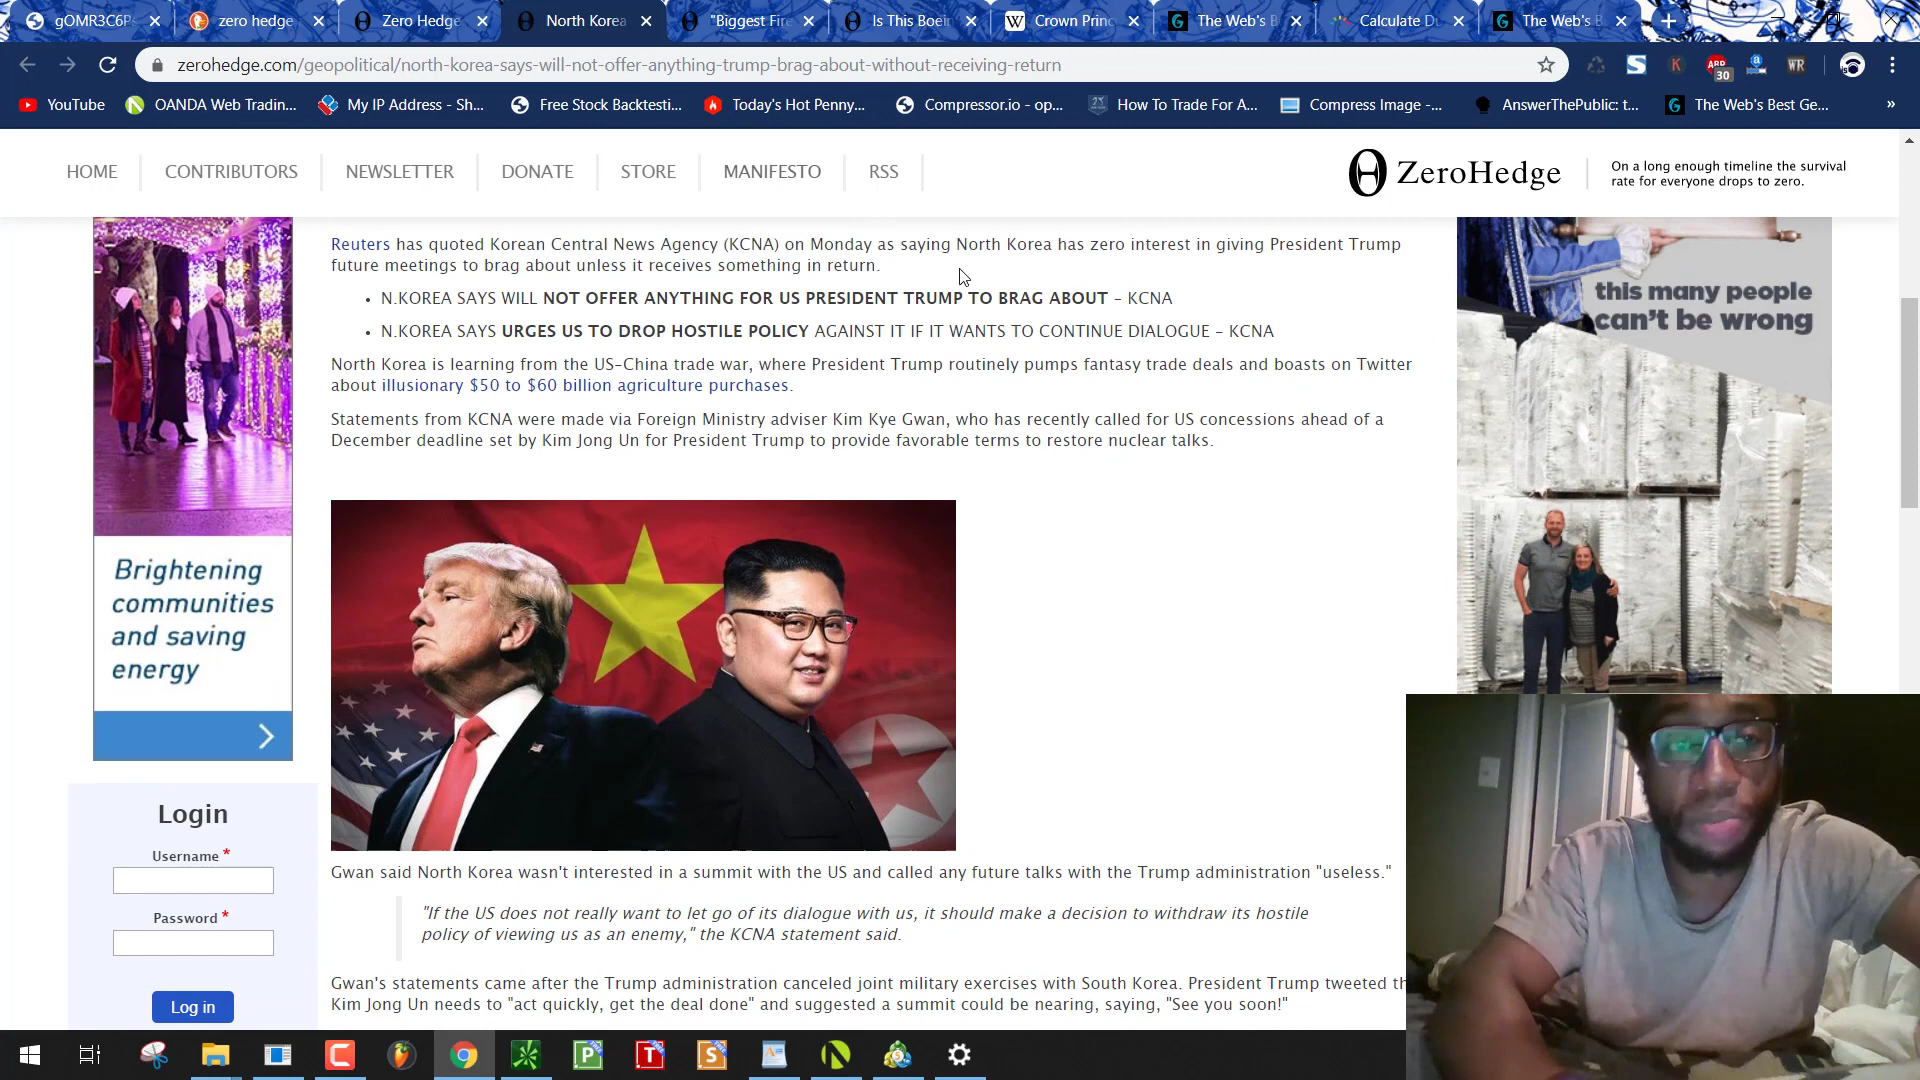 gOMR3C6Ps
zero hedge
Zero Hedge
North Korea
"Biggest Fire
Is This Boein
Crown Princ
The Web's B
Calculate Du
The Web's B
zerohedge.com/geopolitical/north-korea-says-will-not-offer-anything-trump-brag-about-without-receiving-return
ABP
30
WR
YouTube
OANDA Web Tradin...
My IP Address - Sh...
Free Stock Backtesti...
Today's Hot Penny...
Compressor.io - op...
How To Trade For A...
Compress Image -...
AnswerThePublic: t...
The Web's Best Ge...
»
HOME
CONTRIBUTORS
NEWSLETTER
DONATE
STORE
MANIFESTO
RSS
ZeroHedge
On a long enough timeline the survival
rate for everyone drops to zero.
Reuters has quoted Korean Central News Agency (KCNA) on Monday as saying North Korea has zero interest in giving President Trump
future meetings to brag about unless it receives something in return.
• N.KOREA SAYS WILL NOT OFFER ANYTHING FOR US PRESIDENT TRUMP TO BRAG ABOUT – KCNA
• N.KOREA SAYS URGES US TO DROP HOSTILE POLICY AGAINST IT IF IT WANTS TO CONTINUE DIALOGUE – KCNA
North Korea is learning from the US-China trade war, where President Trump routinely pumps fantasy trade deals and boasts on Twitter
about illusionary $50 to $60 billion agriculture purchases.
Statements from KCNA were made via Foreign Ministry adviser Kim Kye Gwan, who has recently called for US concessions ahead of a
December deadline set by Kim Jong Un for President Trump to provide favorable terms to restore nuclear talks.
Gwan said North Korea wasn't interested in a summit with the US and called any future talks with the Trump administration "useless."
"If the US does not really want to let go of its dialogue with us, it should make a decision to withdraw its hostile
policy of viewing us as an enemy," the KCNA statement said.
Gwan's statements came after the Trump administration canceled joint military exercises with South Korea. President Trump tweeted th
Kim Jong Un needs to "act quickly, get the deal done" and suggested a summit could be nearing, saying, "See you soon!"
Brightening
communities
and saving
energy
Login
Username *
Password *
Log in
this many people
can't be wrong